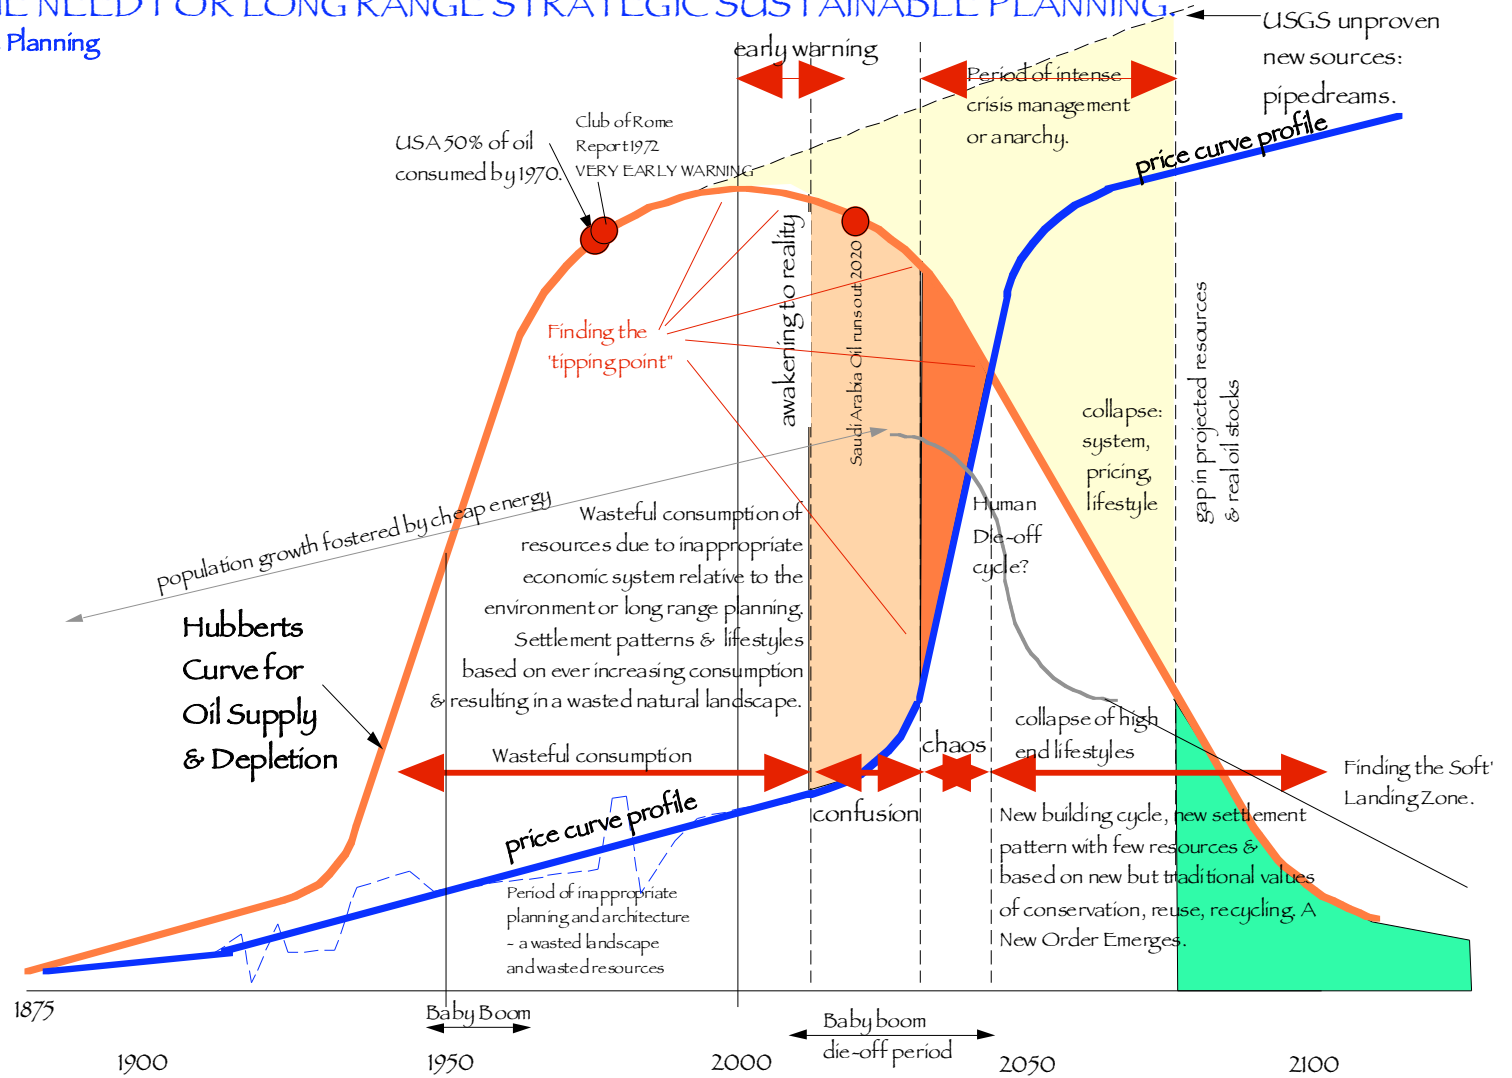 NEED FOR LONG RANGE STRATEGIC SUSTAINABLE PLANNING
Planning
early warning
USGS unproven
new sources:
pipedreams.
Period of intense
crisis management
or anarchy.
Club of Rome
Report 1972
VERY EARLY WARNING
USA 50% of oil
consumed by 1970.
price curve profile
awakening to reality
Saudi Arabia Oil runs out 2020
Finding the
'tipping point"
gap in projected resources
& real oil stocks
collapse:
system,
pricing,
lifestyle
population growth fostered by cheap energy
Wasteful consumption of
resources due to inappropriate
economic system relative to the
environment or long range planning.
Settlement patterns & lifestyles
based on ever increasing consumption
& resulting in a wasted natural landscape.
Human
Die-off
cycle?
Hubberts
Curve for
Oil Supply
& Depletion
collapse of high
end lifestyles
chaos
Wasteful consumption
Finding the Soft'
Landing Zone.
confusion
price curve profile
New building cycle, new settlement
pattern with few resources &
based on new but traditional values
of conservation, reuse, recycling. A
New Order Emerges.
Period of inappropriate
planning and architecture
- a wasted landscape
and wasted resources
1875
Baby Boom
Baby boom
die-off period
1900
1950
2000
2050
2100